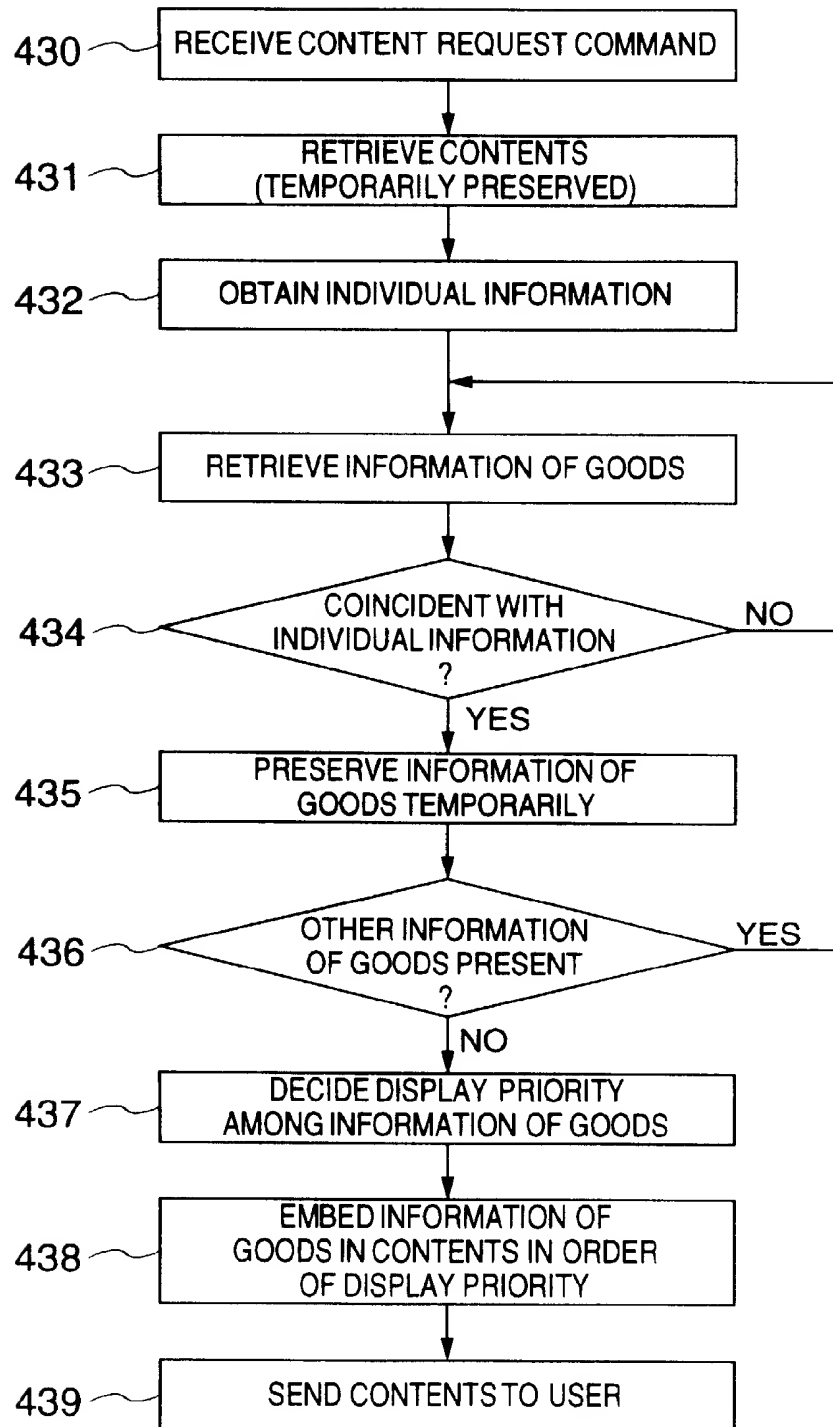 430 RECEIVE CONTENT REQUEST COMMAND
431 RETRIEVE CONTENTS
(TEMPORARILY PRESERVED)
432 OBTAIN INDIVIDUAL INFORMATION
433 RETRIEVE INFORMATION OF GOODS
434 COINCIDENT WITH
INDIVIDUAL INFORMATION
?
NO
YES
435 PRESERVE INFORMATION OF
GOODS TEMPORARILY
436 OTHER INFORMATION
OF GOODS PRESENT
?
YES
NO
437 DECIDE DISPLAY PRIORITY
AMONG INFORMATION OF GOODS
438 EMBED INFORMATION OF
GOODS IN CONTENTS IN ORDER
OF DISPLAY PRIORITY
439 SEND CONTENTS TO USER